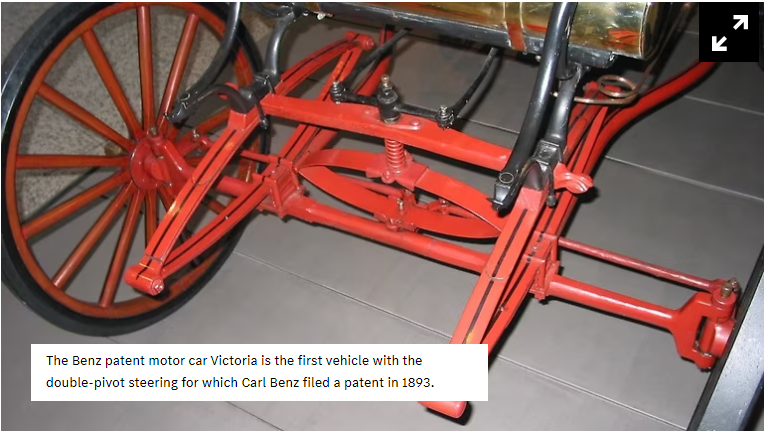 The Benz patent motor car Victoria is the first vehicle with the
double-pivot steering for which Carl Benz filed a patent in 1893.